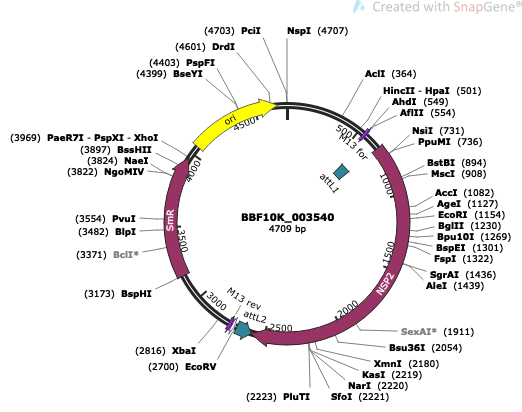 Created with SnapGene®
(4703) PciI
NspI (4707)
(4601) DrdI
(4403) PspFI
(4399) BseYI
AclI (364)
HincII - HpaI (501)
AhdI (549)
AflII (554)
NsiI (731)
PpuMI (736)
BstBI (894)
MscI (908)
AccI (1082)
AgeI (1127)
EcoRI (1154)
BglII (1230)
Bpu10I (1269)
BspEI (1301)
FspI (1322)
SgrAI (1436)
AleI (1439)
SexAI* (1911)
Bsu36I (2054)
XmnI (2180)
KasI (2219)
NarI (2220)
SfoI (2221)
(2223) PluTI
(2700) EcoRV
(2816) XbaI
(3173) BspHI
(3371) BclI*
(3482) BlpI
(3554) PvuI
(3822) NgoMIV
(3824) NaeI
(3897) BssHII
(3969) PaeR7I - PspXI - XhoI
ori
M13 for
attL1
NSP2
attL2
M13 rev
SmR
500
1000
1500
2000
2500
3000
3500
4000
4500
BBF10K_003540
4709 bp